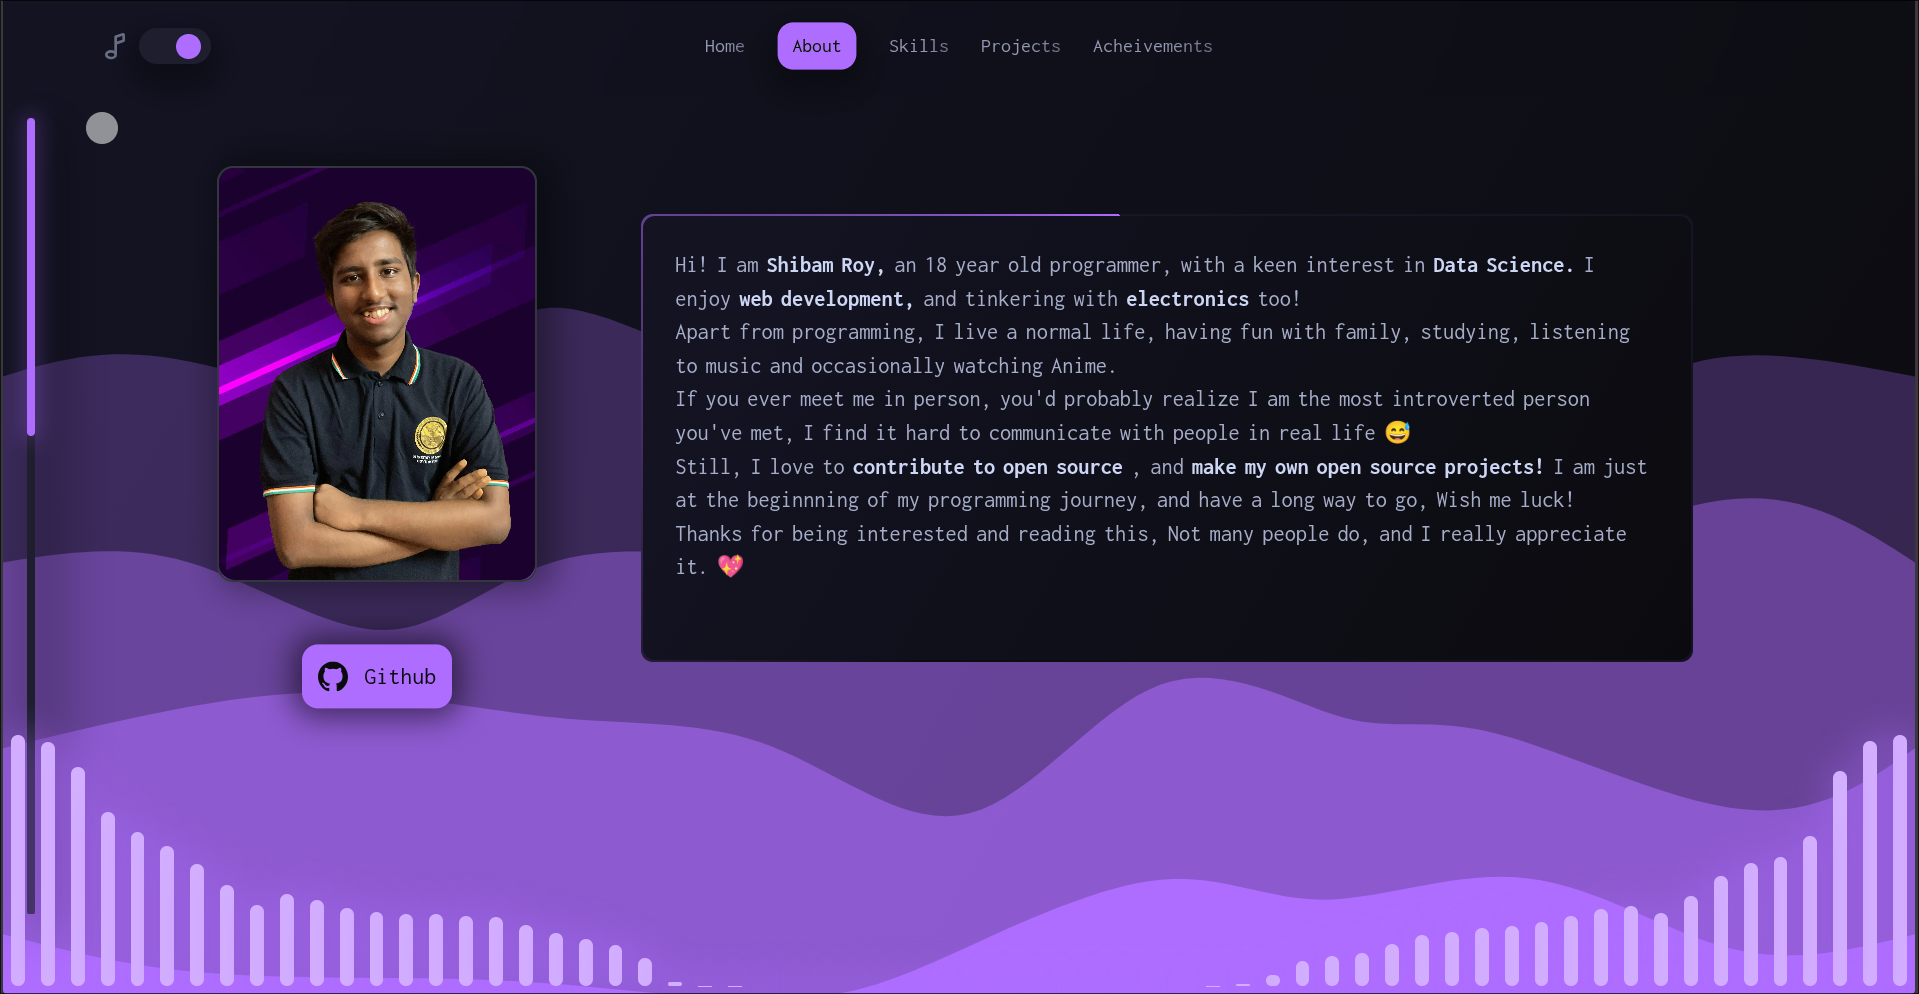 Home About Skills Projects Acheivements
Hi! I am Shibam Roy, an 18 year old programmer, with a keen interest in Data Science. I
enjoy web development, and tinkering with electronics too!
Apart from programming, I live a normal life, having fun with family, studying, listening
to music and occasionally watching Anime.
If you ever meet me in person, you'd probably realize I am the most introverted person
you've met, I find it hard to communicate with people in real life 😅
Still, I love to contribute to open source , and make my own open source projects! I am just
at the beginnning of my programming journey, and have a long way to go, Wish me luck!
Thanks for being interested and reading this, Not many people do, and I really appreciate
it. 💖
Github